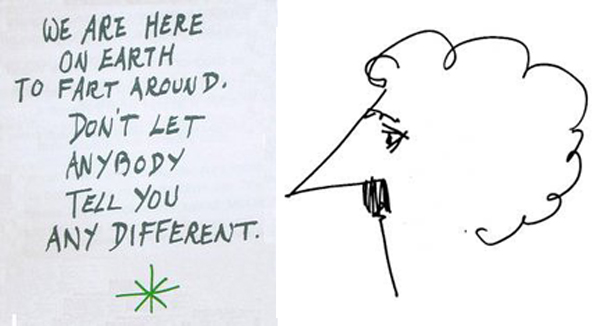 WE ARE HERE
ON EARTH
TO FART AROUND.
DON'T LET
ANYBODY
TELL YOU
ANY DIFFERENT.